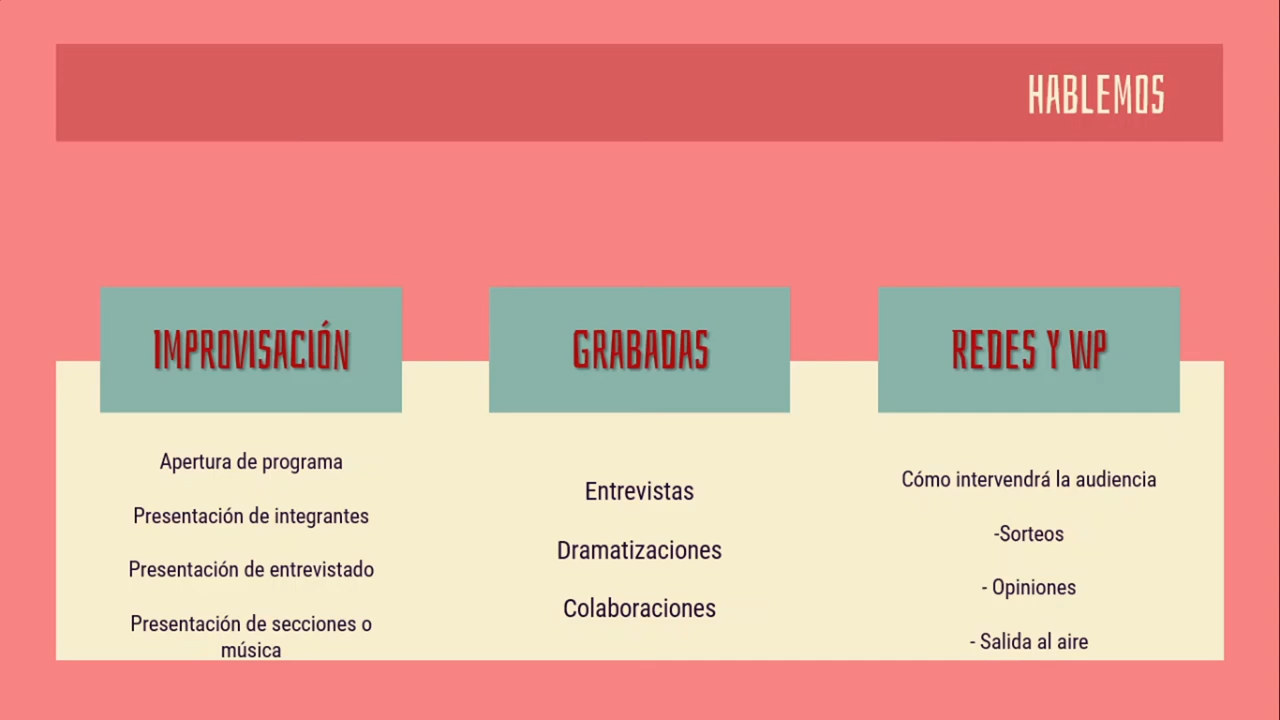 HABLEMOS
IMPROVISACIÓN
Apertura de programa
Presentación de integrantes
Presentación de entrevistado
Presentación de secciones o
música
GRABADAS
Entrevistas
Dramatizaciones
Colaboraciones
REDES Y WP
Cómo intervendrá la audiencia
-Sorteos
- Opiniones
- Salida al aire